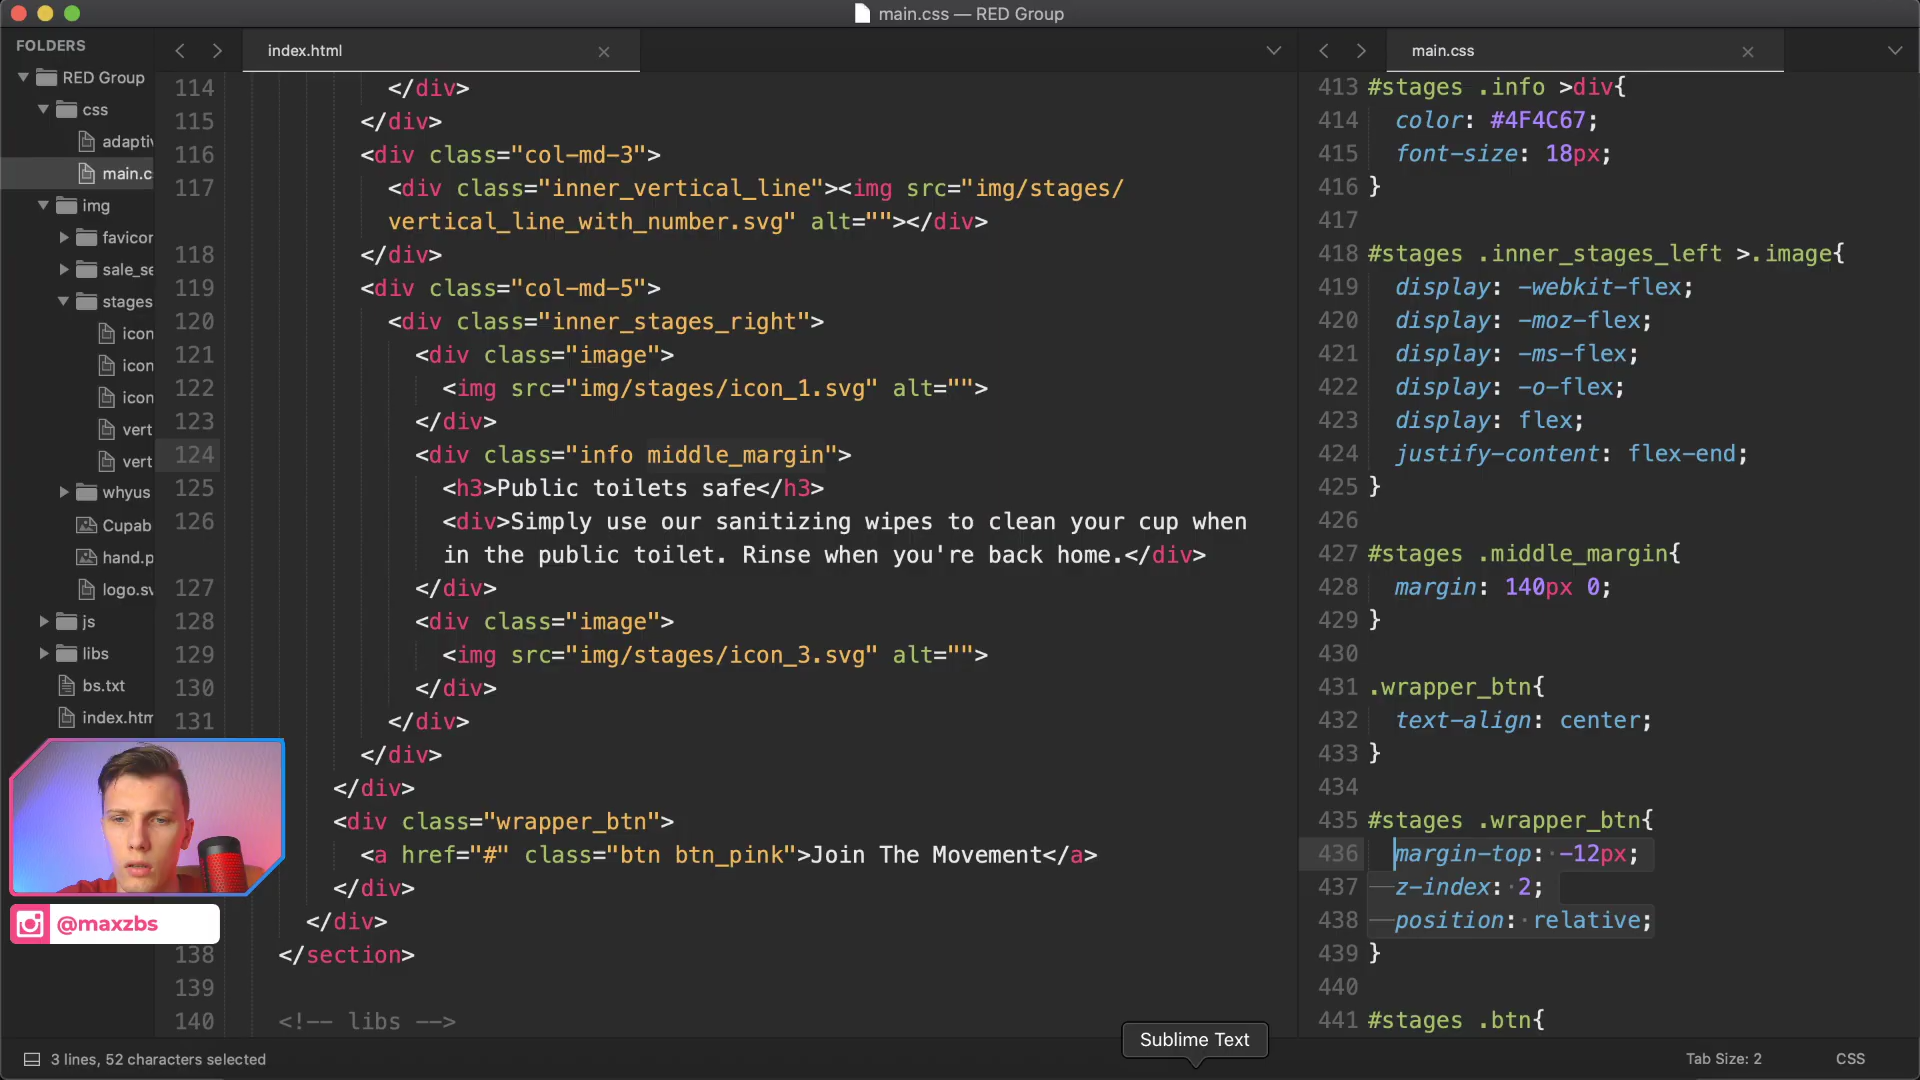 main.css — RED Group
FOLDERS
RED Group
css
adaptiv
main.c
img
favicor
sale_se
stages
icon
icon
icon
vert
vert
whyus
Cupab
hand.p
logo.sv
js
libs
bs.txt
index.htm
@maxzbs
index.html
114 </div>
115 </div>
116 <div class="col-md-3">
117 <div class="inner_vertical_line"><img src="img/stages/
vertical_line_with_number.svg" alt=""></div>
118 </div>
119 <div class="col-md-5">
120 <div class="inner_stages_right">
121 <div class="image">
122 <img src="img/stages/icon_1.svg" alt="">
123 </div>
124 <div class="info middle_margin">
125 <h3>Public toilets safe</h3>
126 <div>Simply use our sanitizing wipes to clean your cup when
in the public toilet. Rinse when you're back home.</div>
127 </div>
128 <div class="image">
129 <img src="img/stages/icon_3.svg" alt="">
130 </div>
131 </div>
</div>
</div>
<div class="wrapper_btn">
<a href="#" class="btn btn_pink">Join The Movement</a>
</div>
</div>
138 </section>
139
140 <!-- libs -->
main.css
413 #stages .info >div{
414 color: #4F4C67;
415 font-size: 18px;
416 }
417
418 #stages .inner_stages_left >.image{
419 display: -webkit-flex;
420 display: -moz-flex;
421 display: -ms-flex;
422 display: -o-flex;
423 display: flex;
424 justify-content: flex-end;
425 }
426
427 #stages .middle_margin{
428 margin: 140px 0;
429 }
430
431 .wrapper_btn{
432 text-align: center;
433 }
434
435 #stages .wrapper_btn{
436 margin-top: -12px;
437 z-index: 2;
438 position: relative;
439 }
440
441 #stages .btn{
Sublime Text
3 lines, 52 characters selected
Tab Size: 2
CSS